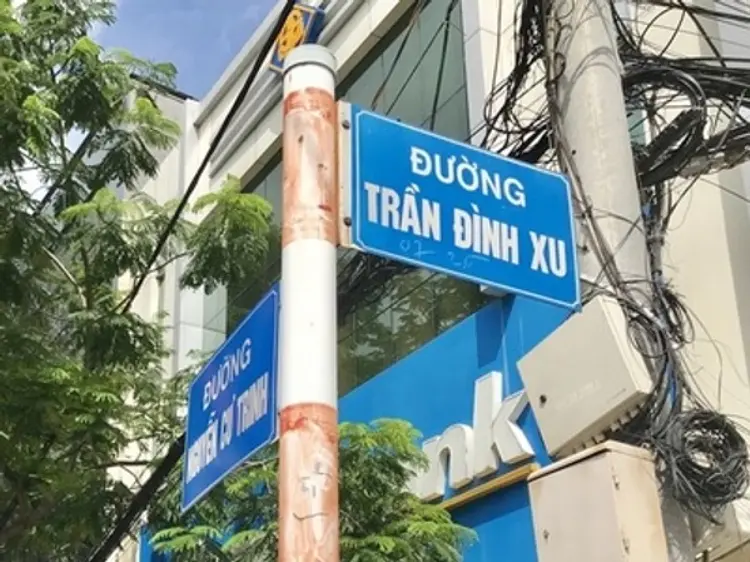 ĐƯỜNG
TRẦN ĐÌNH XU
ĐƯỜNG
NGUYỄN CƯ TRINH
nk